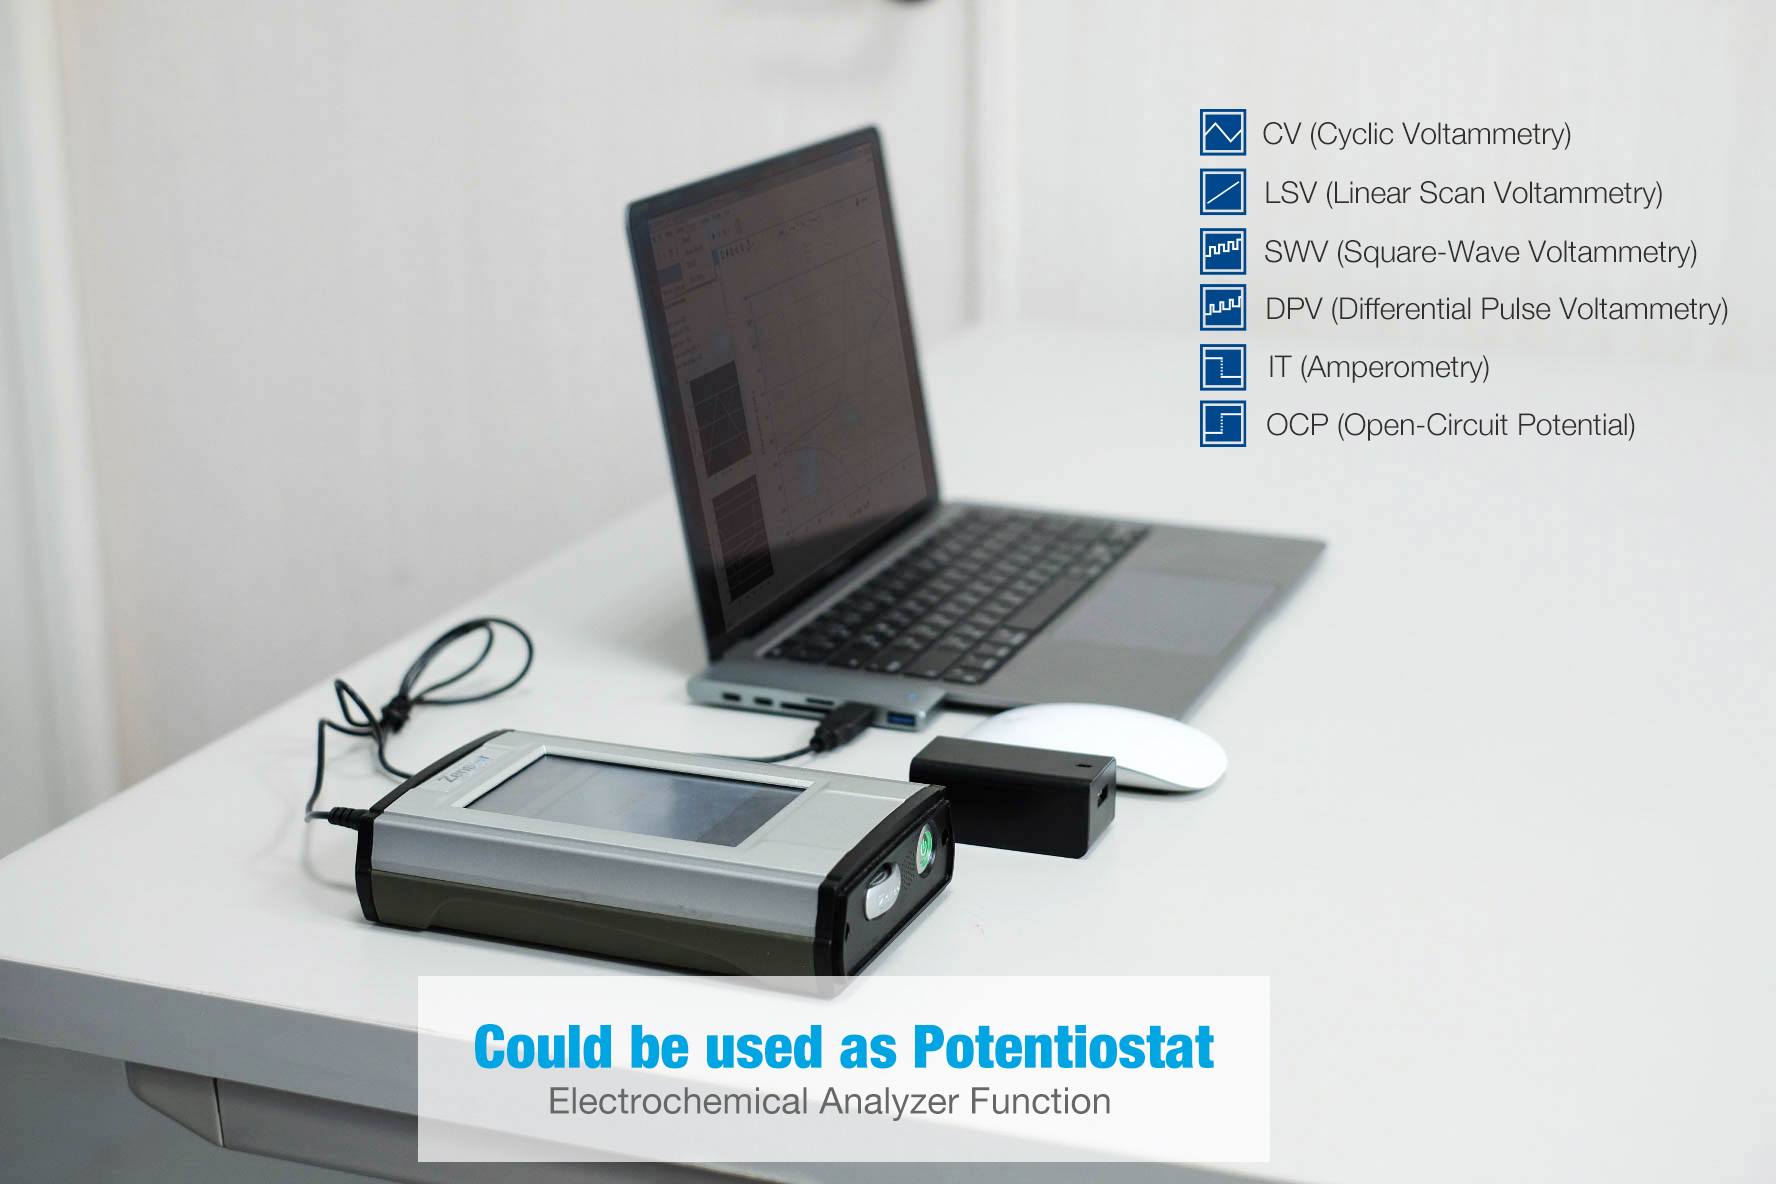 CV (Cyclic Voltammetry)
LSV (Linear Scan Voltammetry)
SWV (Square-Wave Voltammetry)
DPV (Differential Pulse Voltammetry)
IT (Amperometry)
OCP (Open-Circuit Potential)
Could be used as Potentiostat
Electrochemical Analyzer Function